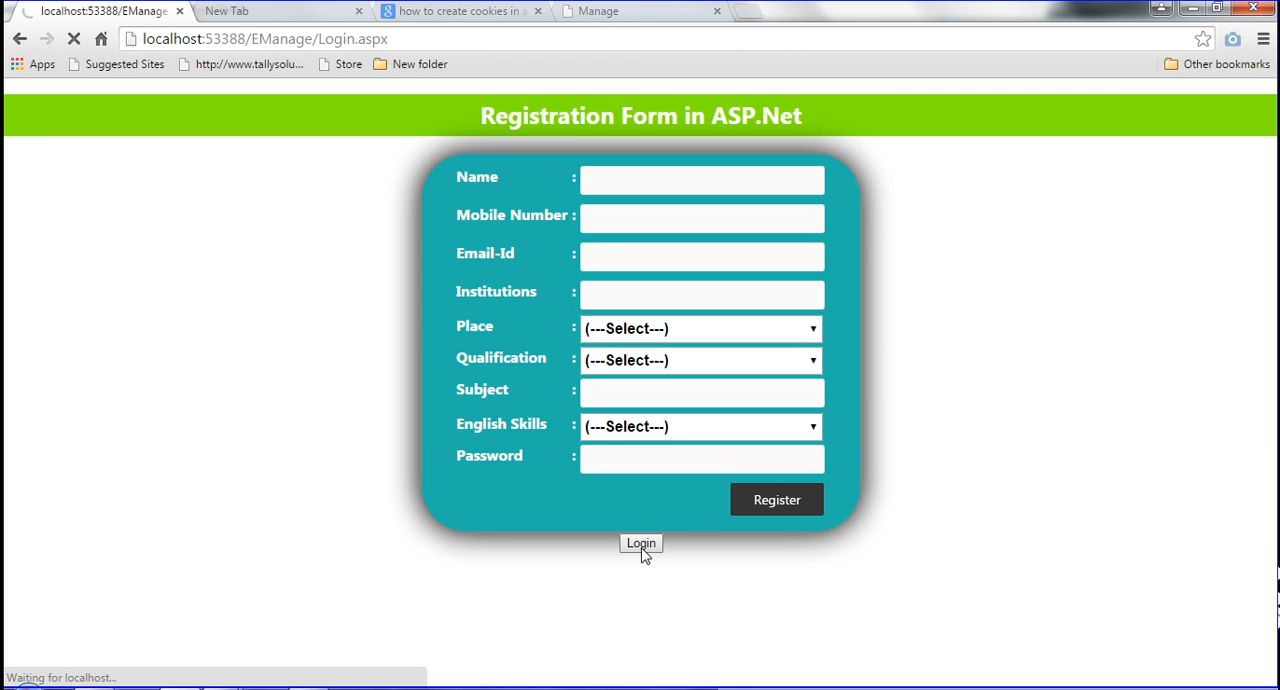 localhost:53388/EManage
New Tab
how to create cookies in a
Manage
localhost:53388/EManage/Login.aspx
Apps
Suggested Sites
http://www.tallysolu...
Store
New folder
Other bookmarks
Registration Form in ASP.Net
Name :
Mobile Number :
Email-Id :
Institutions :
Place : (---Select---)
Qualification : (---Select---)
Subject :
English Skills : (---Select---)
Password :
Register
Login
Waiting for localhost...